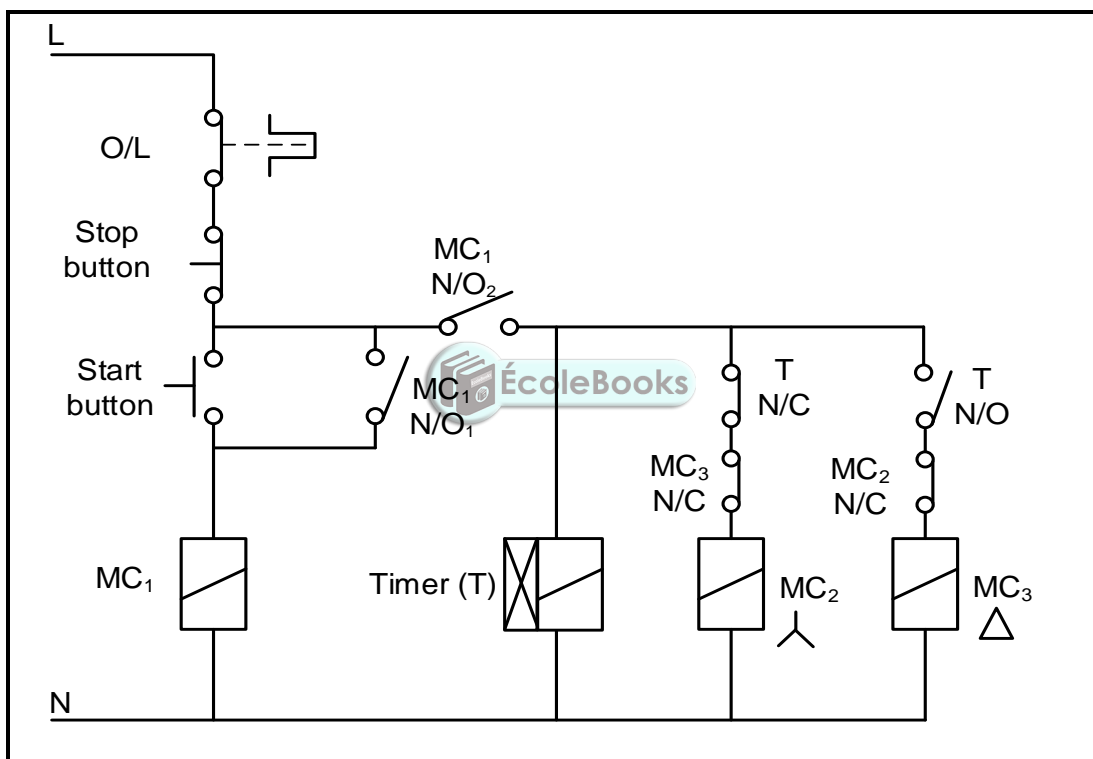 L
O/L
Stop
button
MC₁
N/O₂
Start
button
MC₁
N/O₁
ÉcoleBooks
T
N/C
T
N/O
MC₃
N/C
MC₂
N/C
MC₁
Timer (T)
MC₂
MC₃
N